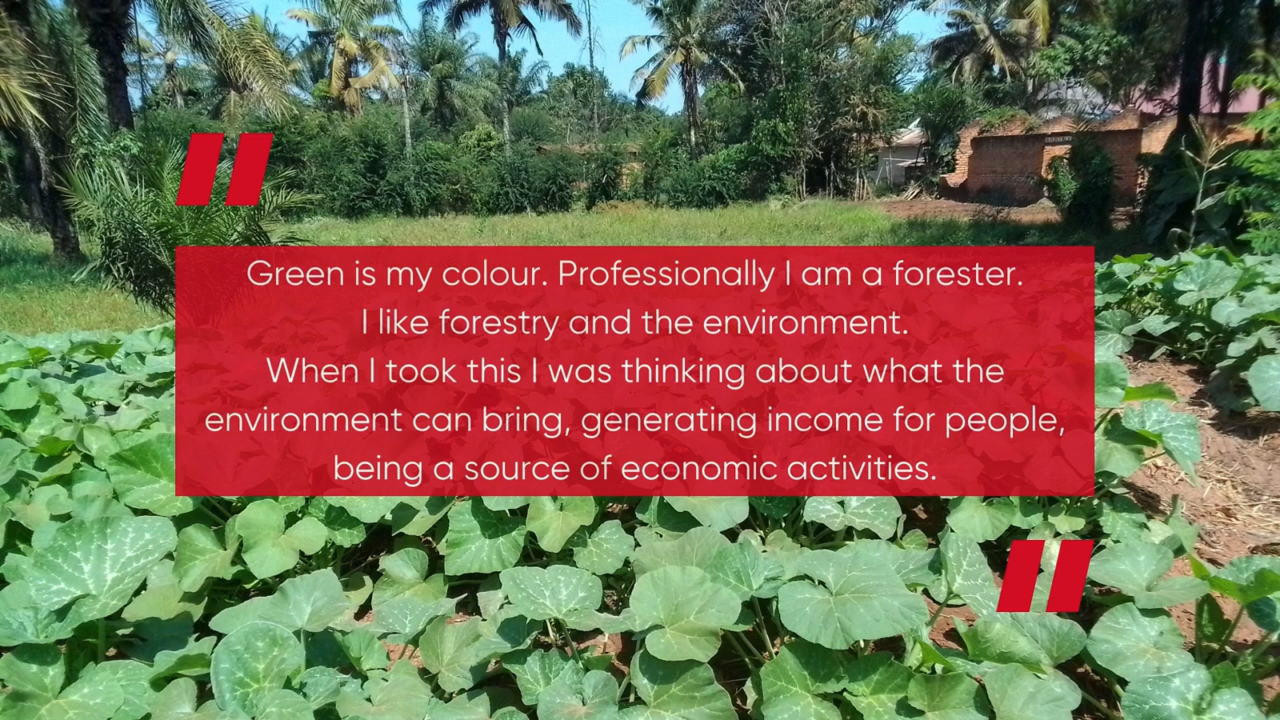 Green is my colour. Professionally I am a forester.
I like forestry and the environment.
When I took this I was thinking about what the
environment can bring, generating income for people,
being a source of economic activities.